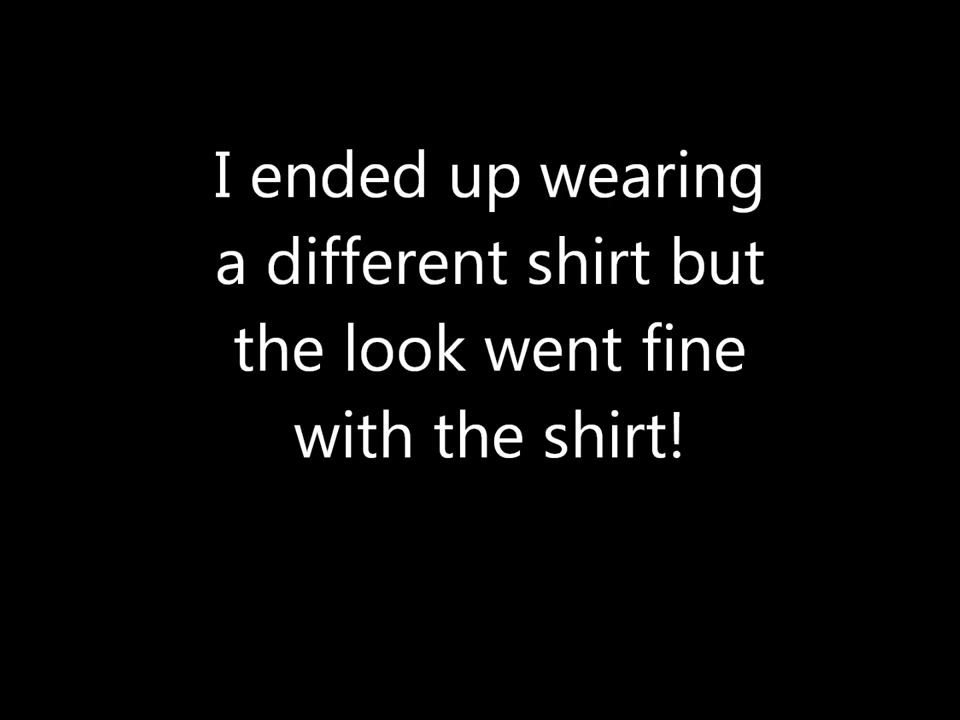 I ended up wearing
a different shirt but
the look went fine
with the shirt!